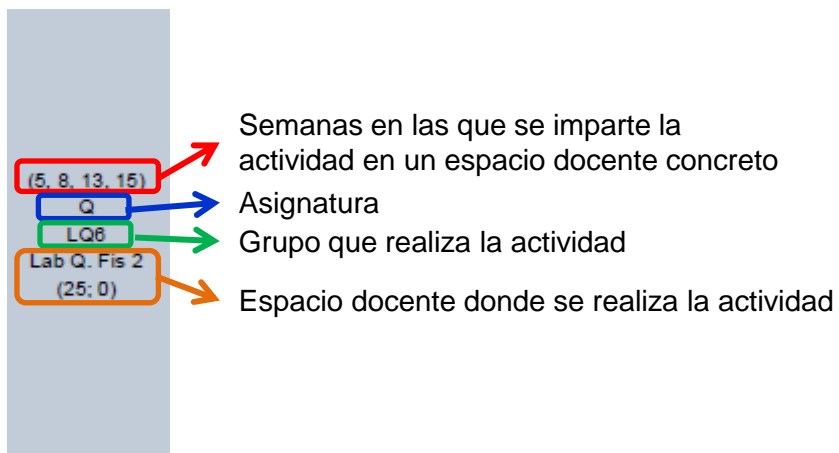 (5, 8, 13, 15)
Q
LQ6
Lab Q. Fis 2
(25; 0)
Semanas en las que se imparte la
actividad en un espacio docente concreto
Asignatura
Grupo que realiza la actividad
Espacio docente donde se realiza la actividad